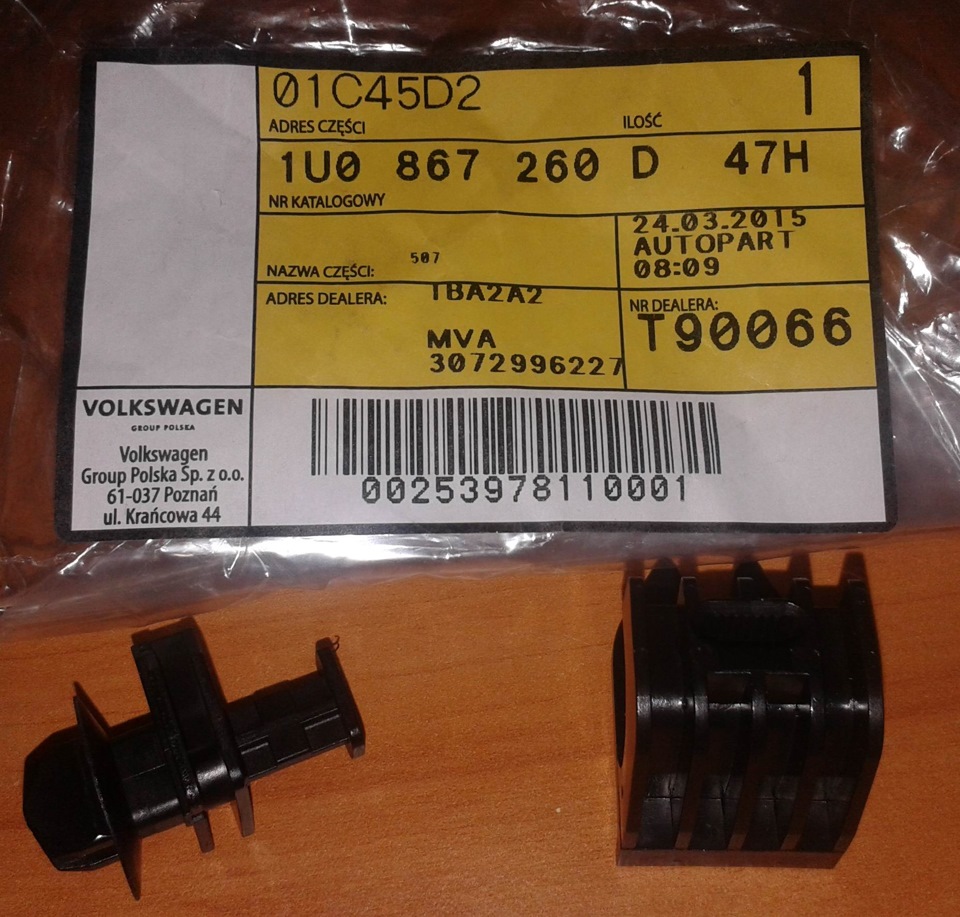 01C45D2
ADRES CZĘŚCI
ILOŚĆ
1
1U0 867 260 D 47H
NR KATALOGOWY
NAZWA CZĘŚCI:
507
24.03.2015
AUTOPART
08:09
ADRES DEALERA:
TBA2A2
MVA
3072996227
NR DEALERA:
T90066
VOLKSWAGEN
GROUP POLSKA
Volkswagen
Group Polska Sp. z o.o.
61-037 Poznań
ul. Krańcowa 44
00253978110001